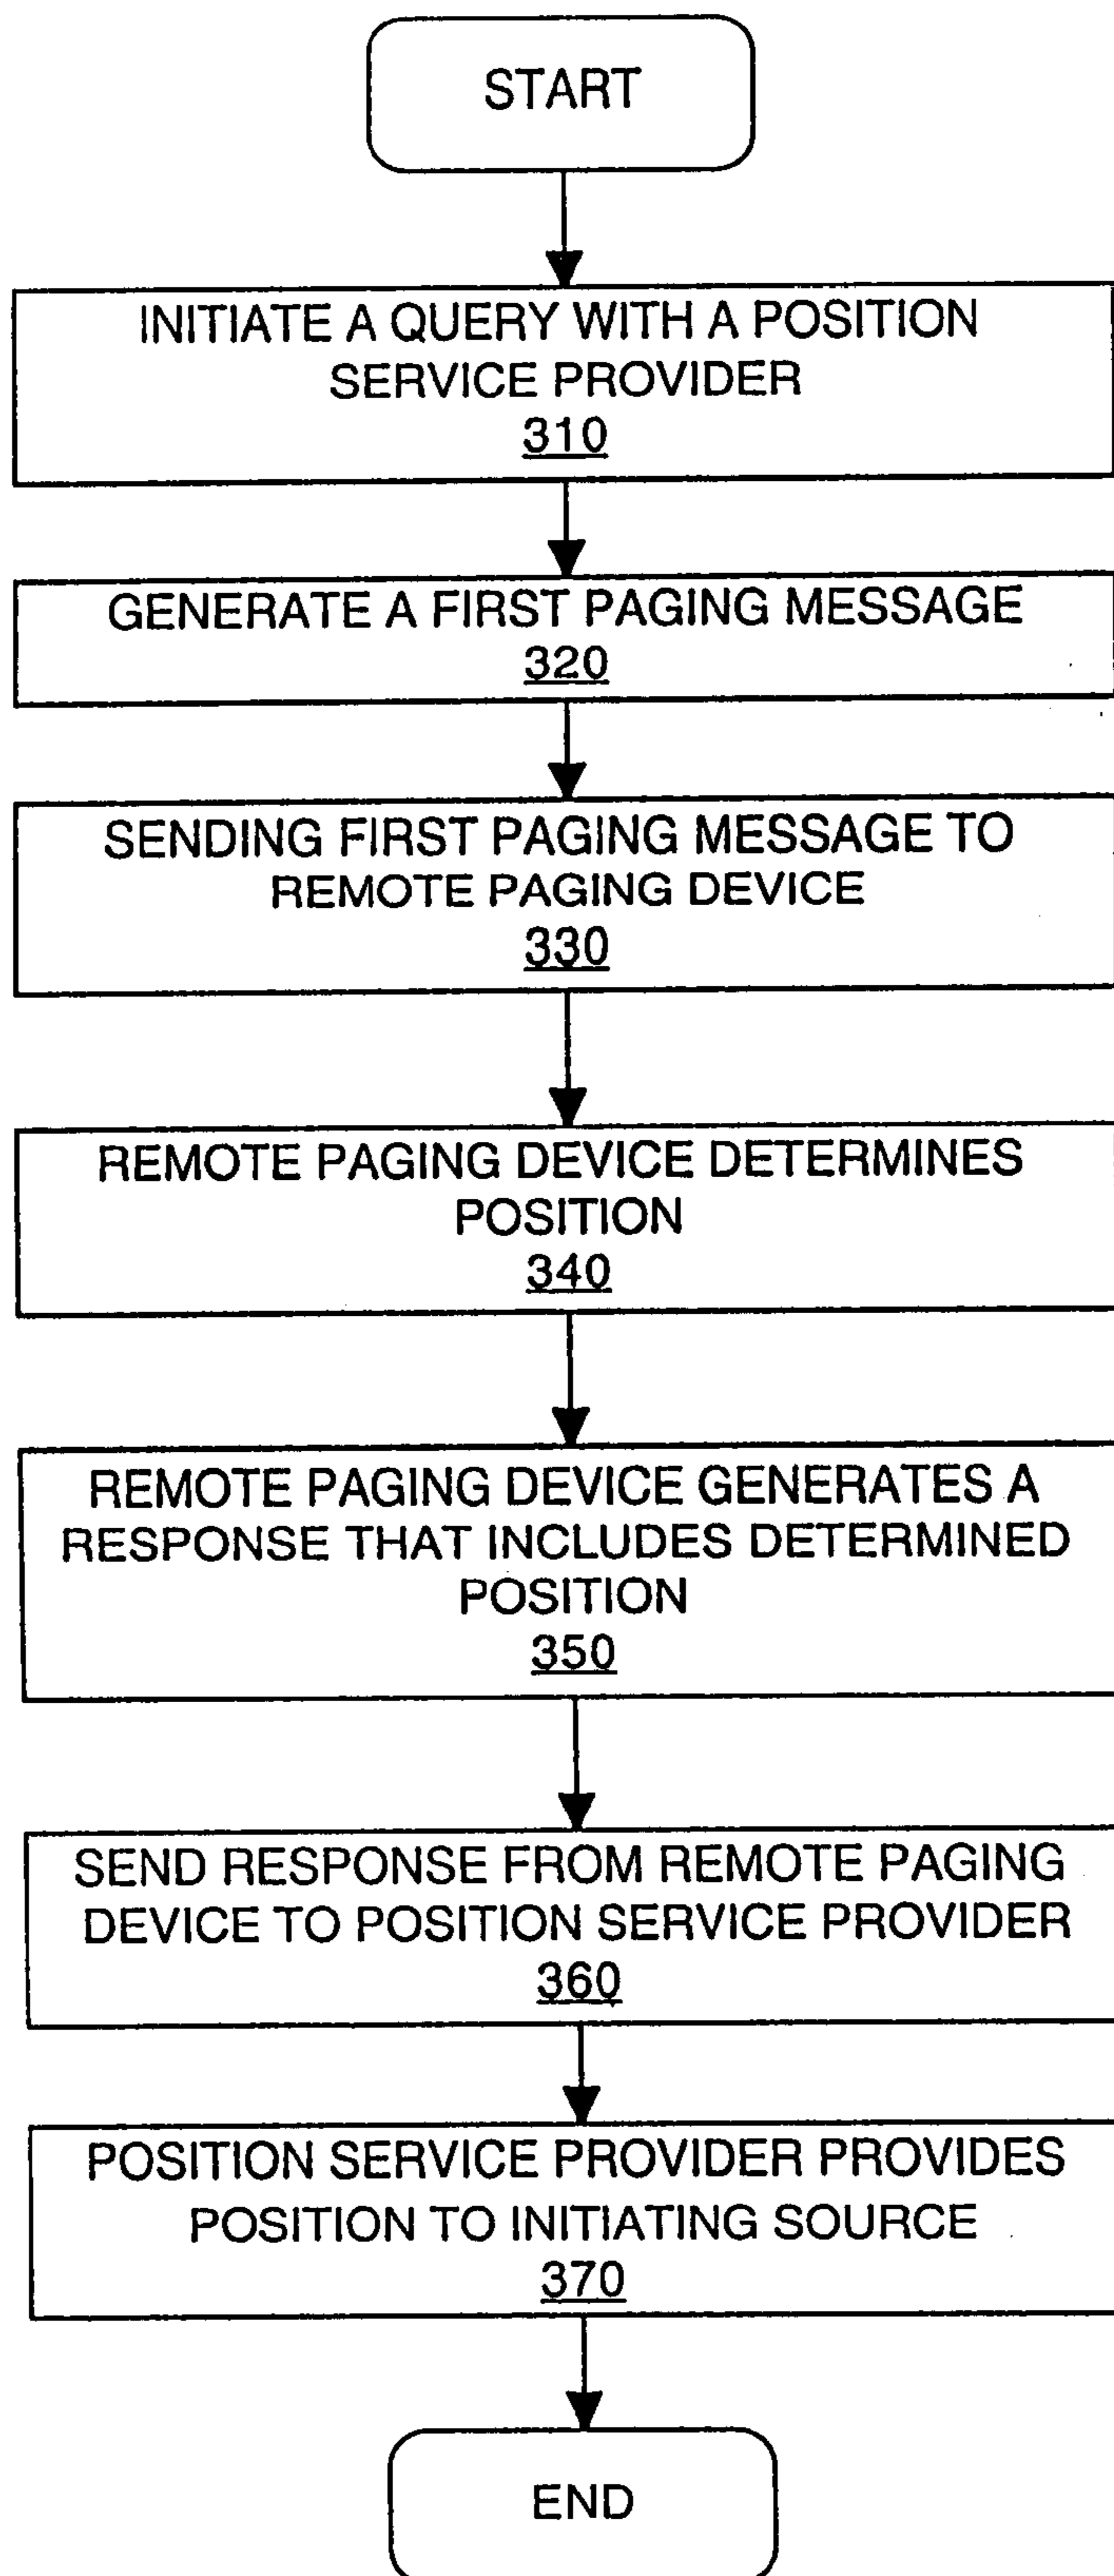 START
INITIATE A QUERY WITH A POSITION
SERVICE PROVIDER
310
GENERATE A FIRST PAGING MESSAGE
320
SENDING FIRST PAGING MESSAGE TO
REMOTE PAGING DEVICE
330
REMOTE PAGING DEVICE DETERMINES
POSITION
340
REMOTE PAGING DEVICE GENERATES A
RESPONSE THAT INCLUDES DETERMINED
POSITION
350
SEND RESPONSE FROM REMOTE PAGING
DEVICE TO POSITION SERVICE PROVIDER
360
POSITION SERVICE PROVIDER PROVIDES
POSITION TO INITIATING SOURCE
370
END